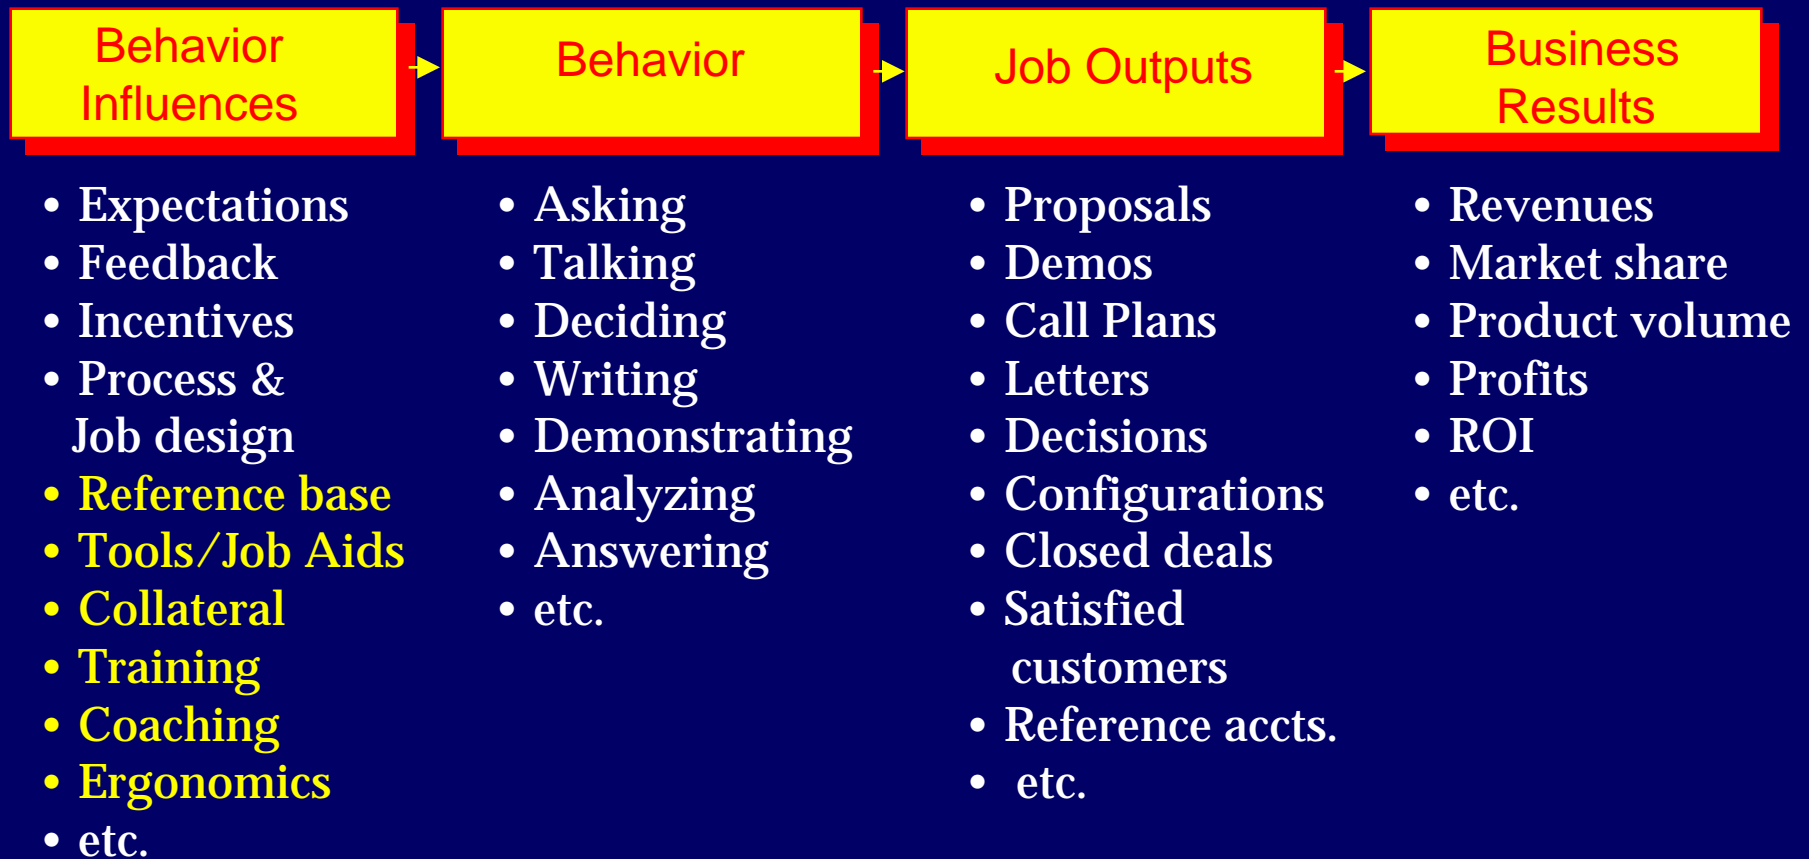 Behavior
Influences
• Expectations
• Feedback
• Incentives
• Process &
Job design
• Reference base
• Tools/Job Aids
• Collateral
• Training
• Coaching
• Ergonomics
• etc.
Behavior
• Asking
• Talking
• Deciding
• Writing
• Demonstrating
• Analyzing
• Answering
• etc.
Job Outputs
• Proposals
• Demos
• Call Plans
• Letters
• Decisions
• Configurations
• Closed deals
• Satisfied
customers
• Reference accts.
• etc.
Business
Results
• Revenues
• Market share
• Product volume
• Profits
• ROI
• etc.